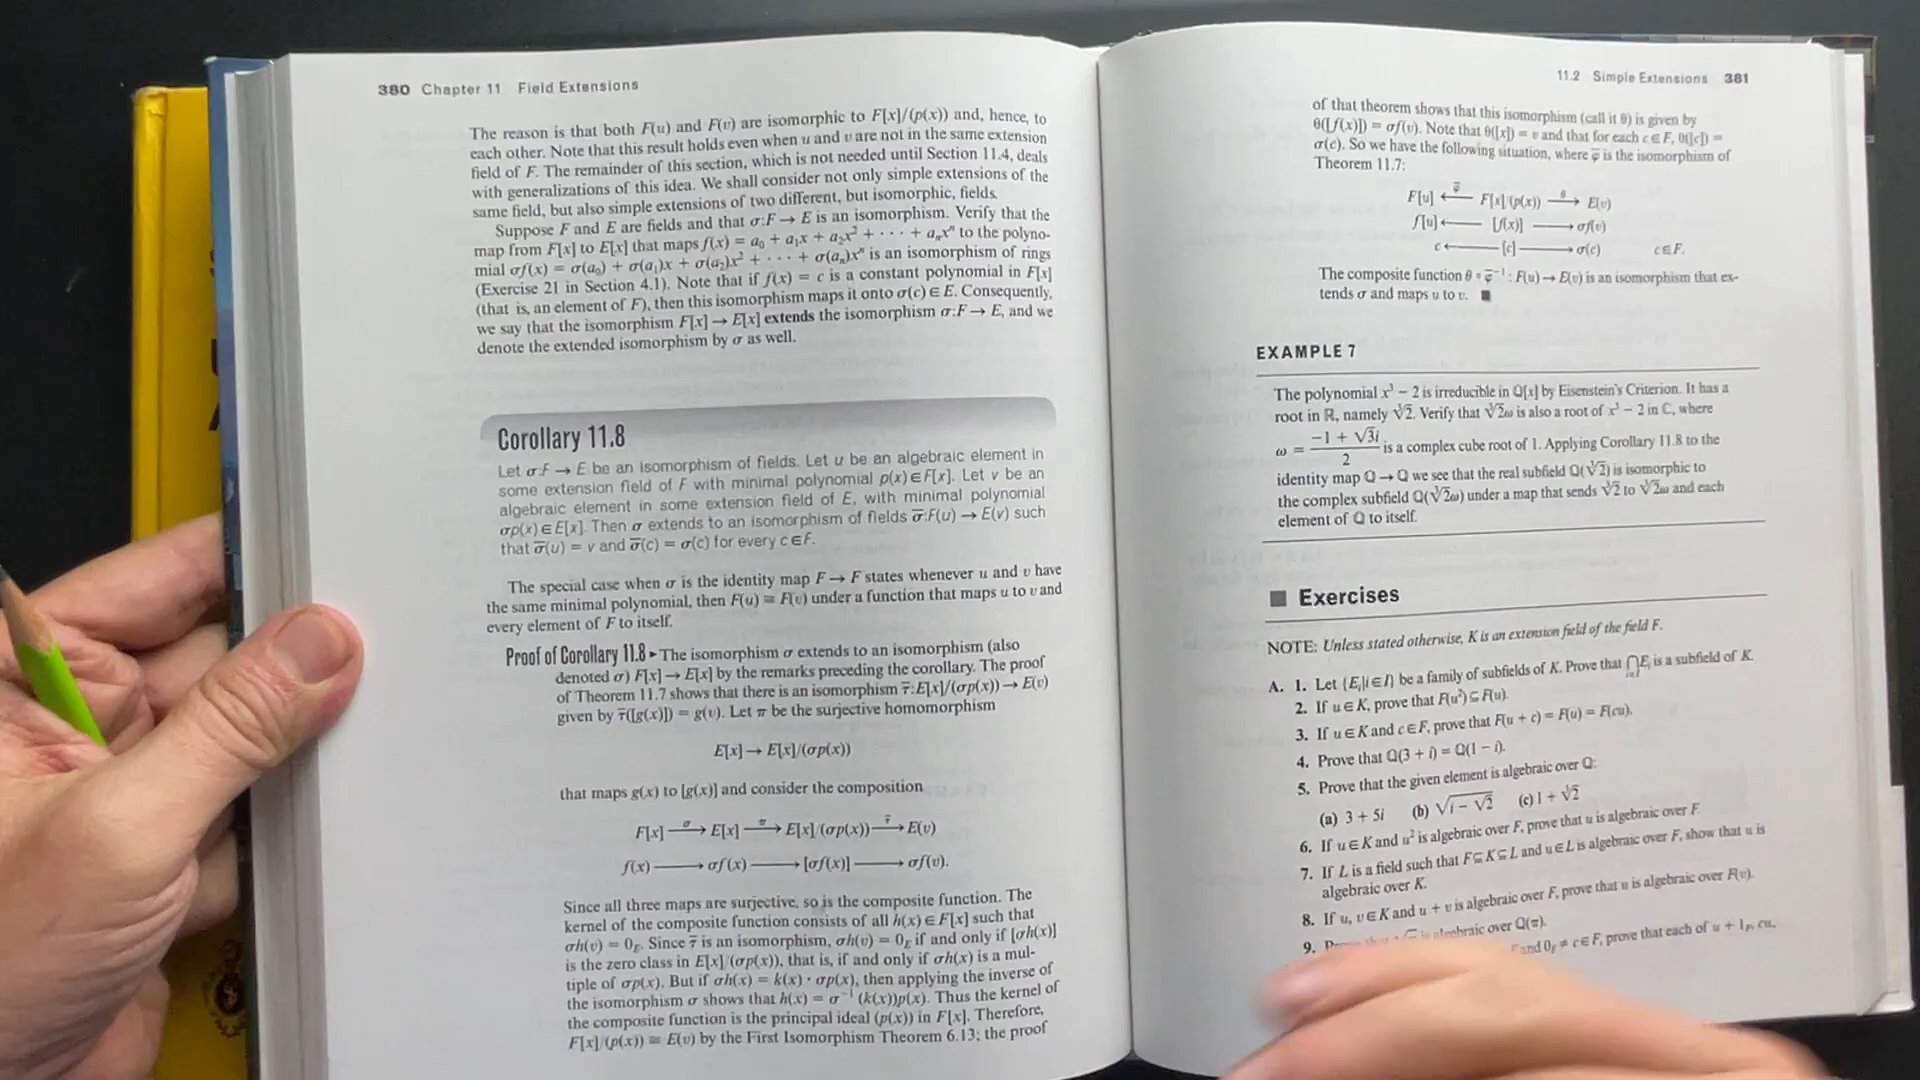 380 Chapter 11 Field Extensions
The reason is that both F(u) and F(v) are isomorphic to F[x]/(p(x)) and, hence, to
each other. Note that this result holds even when u and v are not in the same extension
field of F. The remainder of this section, which is not needed until Section 11.4, deals
with generalizations of this idea. We shall consider not only simple extensions of the
same field, but also simple extensions of two different, but isomorphic, fields.
Suppose F and E are fields and that σ:F → E is an isomorphism. Verify that the
map from F[x] to E[x] that maps f(x) = a₀ + a₁x + a₂x² + · · · + aₙxⁿ to the polyno-
mial σf(x) = σ(a₀) + σ(a₁)x + σ(a₂)x² + · · · + σ(aₙ)xⁿ is an isomorphism of rings
(Exercise 21 in Section 4.1). Note that if f(x) = c is a constant polynomial in F[x]
(that is, an element of F), then this isomorphism maps it onto σ(c) ∈ E. Consequently,
we say that the isomorphism F[x] → E[x] extends the isomorphism σ:F → E, and we
denote the extended isomorphism by σ as well.
Corollary 11.8
Let σ:F → E be an isomorphism of fields. Let u be an algebraic element in
some extension field of F with minimal polynomial p(x) ∈ F[x]. Let v be an
algebraic element in some extension field of E, with minimal polynomial
σp(x) ∈ E[x]. Then σ extends to an isomorphism of fields σ̅:F(u) → E(v) such
that σ̅(u) = v and σ̅(c) = σ(c) for every c ∈ F.
The special case when σ is the identity map F → F states whenever u and v have
the same minimal polynomial, then F(u) ≅ F(v) under a function that maps u to v and
every element of F to itself.
Proof of Corollary 11.8 ▸ The isomorphism σ extends to an isomorphism (also
denoted σ) F[x] → E[x] by the remarks preceding the corollary. The proof
of Theorem 11.7 shows that there is an isomorphism τ̅:E[x]/(σp(x)) → E(v)
given by τ̅([g(x)]) = g(v). Let π be the surjective homomorphism
E[x] → E[x]/(σp(x))
that maps g(x) to [g(x)] and consider the composition
F[x] —σ→ E[x] —π→ E[x]/(σp(x)) —τ̅→ E(v)
f(x) ⟶ σf(x) ⟶ [σf(x)] ⟶ σf(v).
Since all three maps are surjective, so is the composite function. The
kernel of the composite function consists of all h(x) ∈ F[x] such that
σh(v) = 0_E. Since τ̅ is an isomorphism, σh(v) = 0_E if and only if [σh(x)]
is the zero class in E[x]/(σp(x)), that is, if and only if σh(x) is a mul-
tiple of σp(x). But if σh(x) = k(x) · σp(x), then applying the inverse of
the isomorphism σ shows that h(x) = σ⁻¹(k(x))p(x). Thus the kernel of
the composite function is the principal ideal (p(x)) in F[x]. Therefore,
F[x]/(p(x)) ≅ E(v) by the First Isomorphism Theorem 6.13; the proof
11.2 Simple Extensions 381
of that theorem shows that this isomorphism (call it θ) is given by
θ([f(x)]) = σf(v). Note that θ([x]) = v and that for each c ∈ F, θ([c]) =
σ(c). So we have the following situation, where φ̅ is the isomorphism of
Theorem 11.7:
F[u] ←φ̅— F[x]/(p(x)) —θ→ E(v)
f[u] ⟵ [f(x)] ⟶ σf(v)
c ⟵ [c] ⟶ σ(c) c ∈ F.
The composite function θ ∘ φ̅⁻¹: F(u) → E(v) is an isomorphism that ex-
tends σ and maps u to v. ■
EXAMPLE 7
The polynomial x³ − 2 is irreducible in ℚ[x] by Eisenstein's Criterion. It has a
root in ℝ, namely ∛2. Verify that ∛2ω is also a root of x³ − 2 in ℂ, where
ω = (−1 + √3i)/2 is a complex cube root of 1. Applying Corollary 11.8 to the
identity map ℚ → ℚ we see that the real subfield ℚ(∛2) is isomorphic to
the complex subfield ℚ(∛2ω) under a map that sends ∛2 to ∛2ω and each
element of ℚ to itself.
■ Exercises
NOTE: Unless stated otherwise, K is an extension field of the field F.
A. 1. Let {Eᵢ|i ∈ I} be a family of subfields of K. Prove that ⋂_{i∈I} Eᵢ is a subfield of K.
2. If u ∈ K, prove that F(u²) ⊆ F(u).
3. If u ∈ K and c ∈ F, prove that F(u + c) = F(u) = F(cu).
4. Prove that ℚ(3 + i) = ℚ(1 − i).
5. Prove that the given element is algebraic over ℚ:
(a) 3 + 5i (b) √(i − √2) (c) 1 + ∛2
6. If u ∈ K and u² is algebraic over F, prove that u is algebraic over F.
7. If L is a field such that F ⊆ K ⊆ L and u ∈ L is algebraic over F, show that u is
algebraic over K.
8. If u, v ∈ K and u + v is algebraic over F, prove that u is algebraic over F(v).
9. is algebraic over ℚ(π).
and 0_F ≠ c ∈ F, prove that each of u + 1_F, cu,